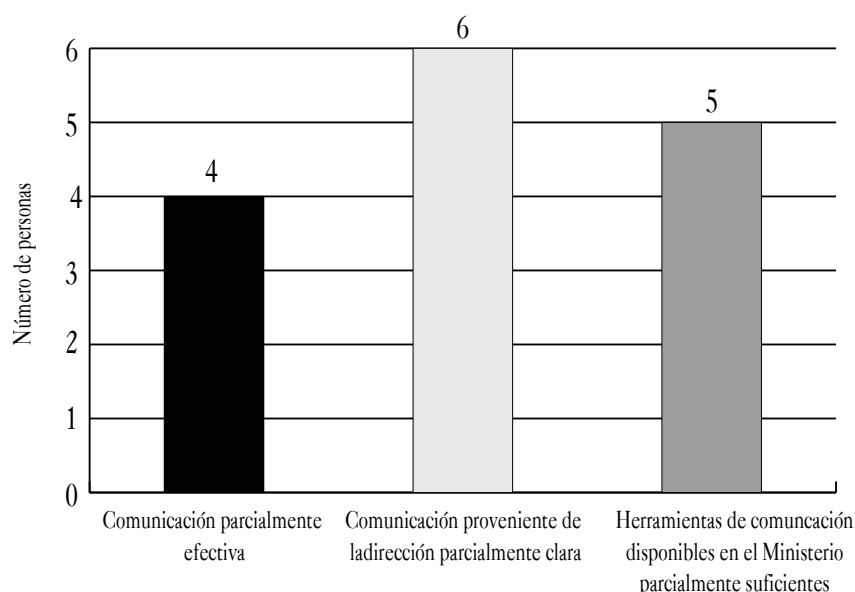 6
6
5
5
4
4
3
2
1
0
Número de personas
Comunicación parcialmente
efectiva
Comunicación proveniente de
ladirección parcialmente clara
Herramientas de comuncación
disponibles en el Ministerio
parcialmente suficientes